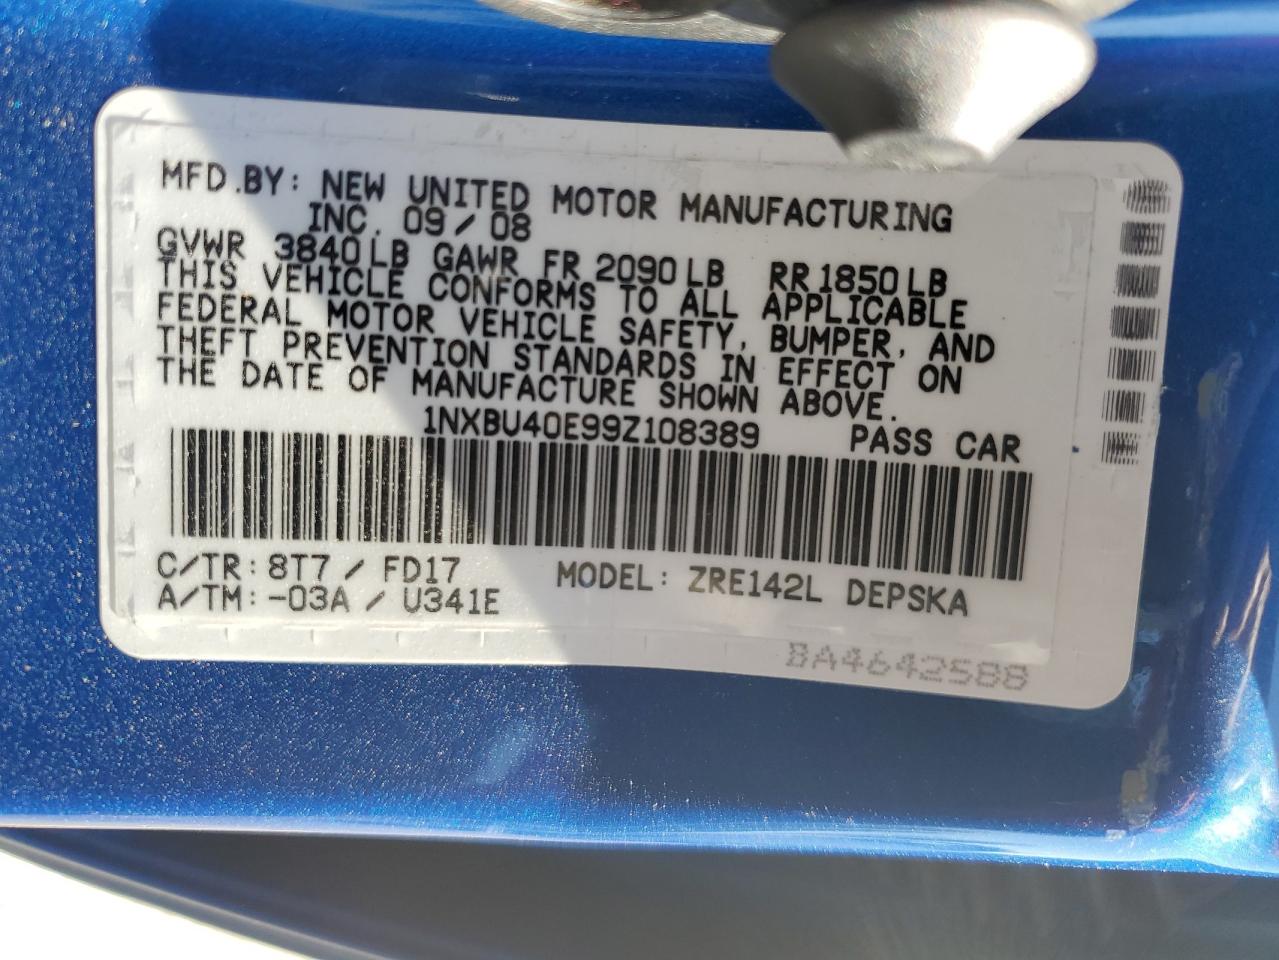 MFD.BY: NEW UNITED MOTOR MANUFACTURING
INC. 09/08
GVWR 3840LB GAWR FR 2090LB RR1850LB
THIS VEHICLE CONFORMS TO ALL APPLICABLE
FEDERAL MOTOR VEHICLE SAFETY, BUMPER, AND
THEFT PREVENTION STANDARDS IN EFFECT ON
THE DATE OF MANUFACTURE SHOWN ABOVE.
1NXBU40E99Z108389 PASS CAR
C/TR: 8T7 / FD17 MODEL: ZRE142L DEPSKA
A/TM: -03A / U341E
BA4642588